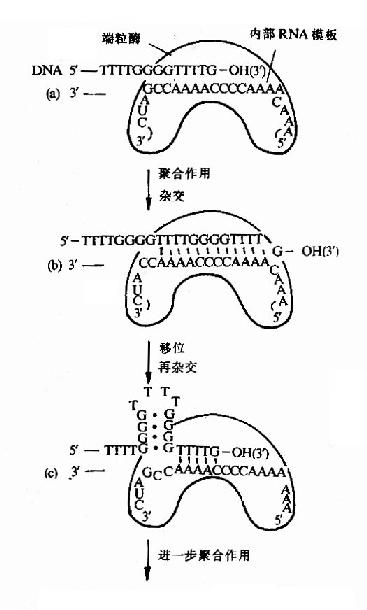 端粒酶
内部RNA模板
DNA 5′—TTTTGGGGTTTTG—OH(3′)
(a) 3′—
GCCAAAACCCCAAAA
A
U
C
3′
C
A
A
A
5′
聚合作用
杂交
5′—TTTTGGGGTTTTGGGGTTTT
G—OH(3′)
(b) 3′—
CCAAAACCCCAAAA
A
U
C
3′
C
A
A
A
5′
移位
再杂交
T T
T T
G G
G G
G G
G G
5′—TTTTG TTTTG—OH(3′)
(c) 3′—
GCCAAAACCCCAAAA
A
U
C
3′
A
A
A
5′
进一步聚合作用